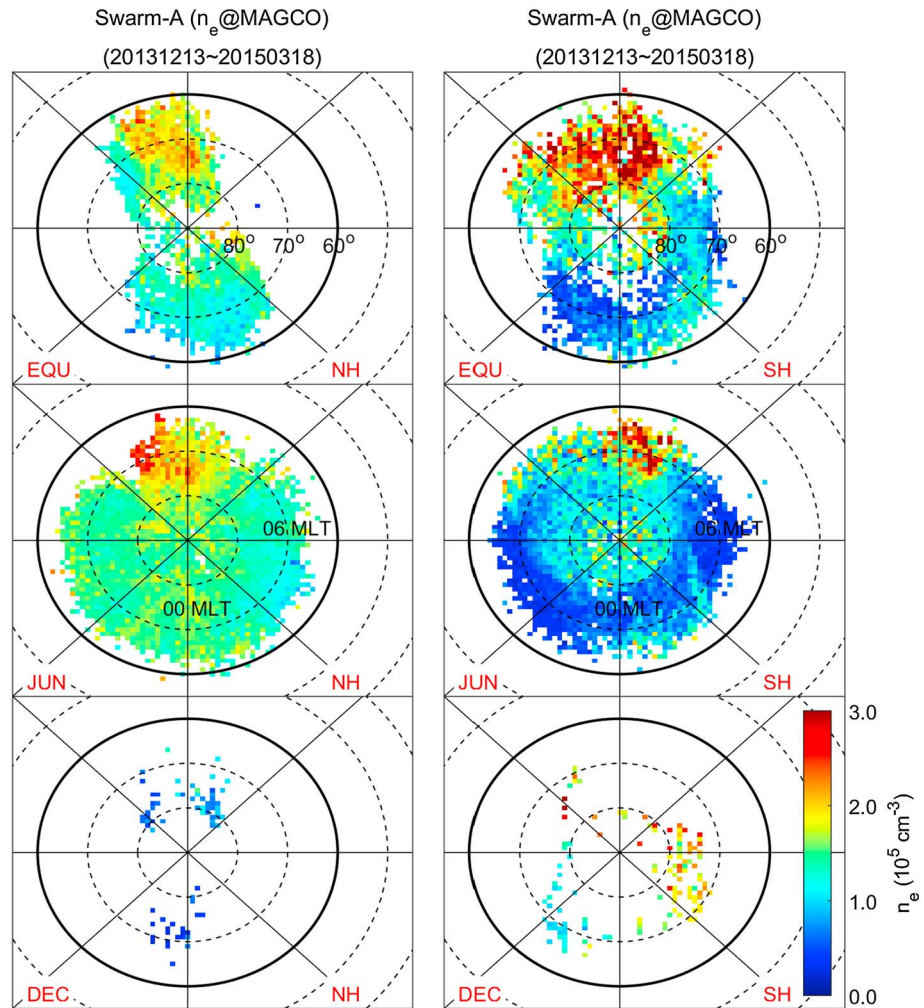 Swarm-A (n_e@MAGCO)
(20131213~20150318)
Swarm-A (n_e@MAGCO)
(20131213~20150318)
80° 70° 60°
EQU NH
80° 70° 60°
EQU SH
06 MLT
00 MLT
JUN NH
06 MLT
00 MLT
JUN SH
DEC NH
DEC SH
3.0
2.0
1.0
0.0
n_e (10⁵ cm⁻³)